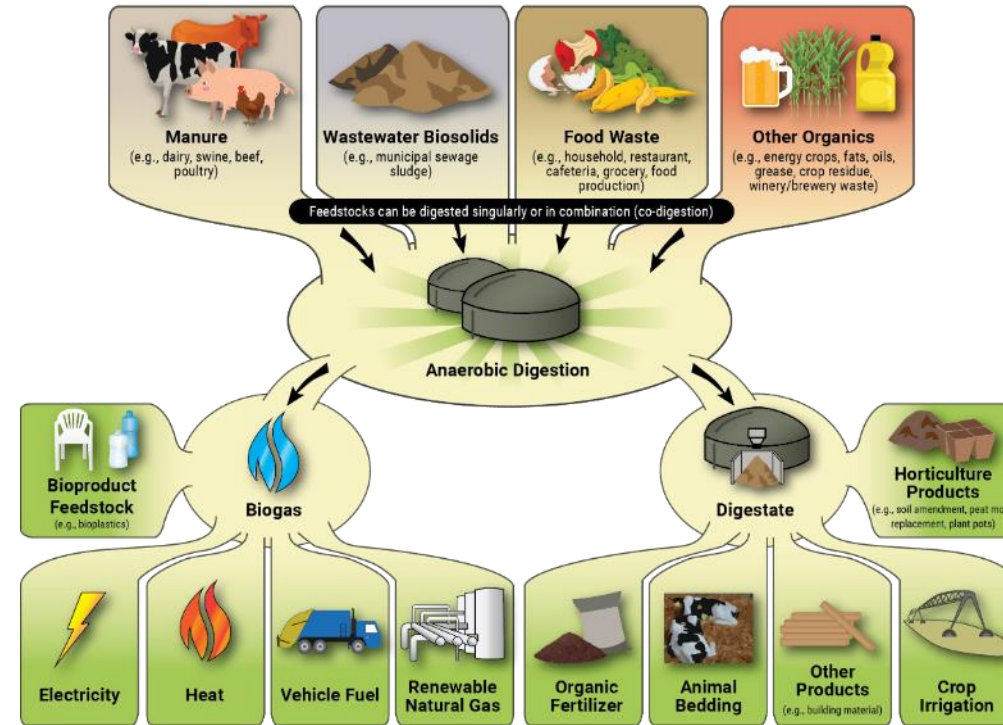 Manure
(e.g., dairy, swine, beef,
poultry)
Wastewater Biosolids
(e.g., municipal sewage
sludge)
Food Waste
(e.g., household, restaurant,
cafeteria, grocery, food
production)
Other Organics
(e.g., energy crops, fats, oils,
grease, crop residue,
winery/brewery waste)
Feedstocks can be digested singularly or in combination (co-digestion)
Anaerobic Digestion
Bioproduct
Feedstock
(e.g., bioplastics)
Biogas
Digestate
Horticulture
Products
(e.g., soil amendment, peat mo
replacement, plant pots)
Electricity
Heat
Vehicle Fuel
Renewable
Natural Gas
Organic
Fertilizer
Animal
Bedding
Other
Products
(e.g., building material)
Crop
Irrigation